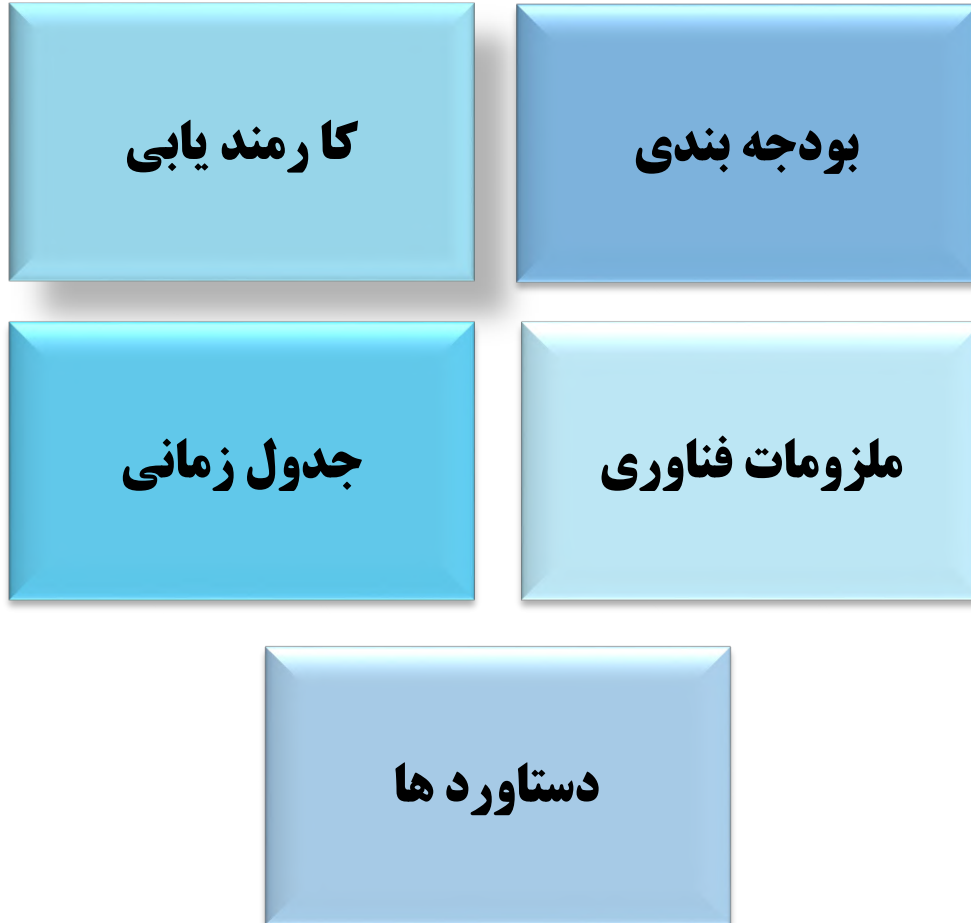 بودجه بندی
کا رمند یابی
ملزومات فناوری
جدول زمانی
دستاورد ها